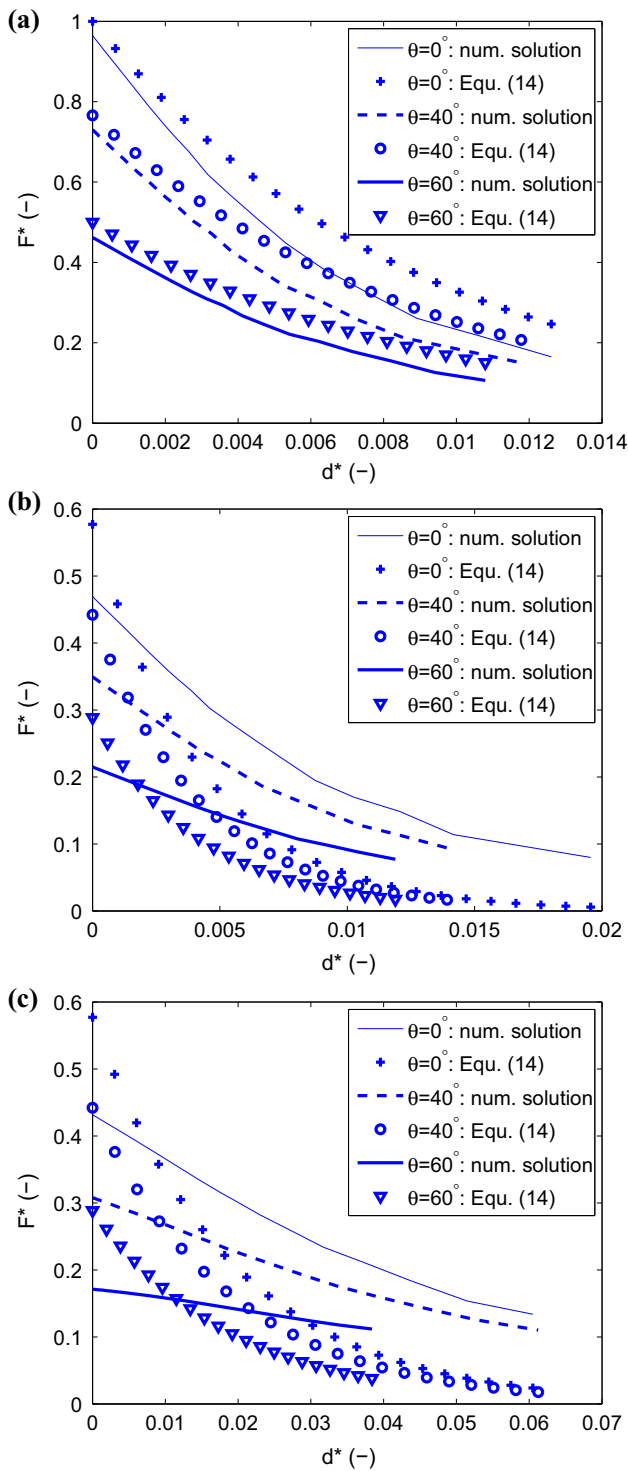 (a)
1
0.8
0.6
0.4
0.2
0
F* (−)
0 0.002 0.004 0.006 0.008 0.01 0.012 0.014
d* (−)
θ=0°: num. solution
θ=0°: Equ. (14)
θ=40°: num. solution
θ=40°: Equ. (14)
θ=60°: num. solution
θ=60°: Equ. (14)
(b)
0.6
0.5
0.4
0.3
0.2
0.1
0
F* (−)
0 0.005 0.01 0.015 0.02
d* (−)
θ=0°: num. solution
θ=0°: Equ. (14)
θ=40°: num. solution
θ=40°: Equ. (14)
θ=60°: num. solution
θ=60°: Equ. (14)
(c)
0.6
0.5
0.4
0.3
0.2
0.1
0
F* (−)
0 0.01 0.02 0.03 0.04 0.05 0.06 0.07
d* (−)
θ=0°: num. solution
θ=0°: Equ. (14)
θ=40°: num. solution
θ=40°: Equ. (14)
θ=60°: num. solution
θ=60°: Equ. (14)